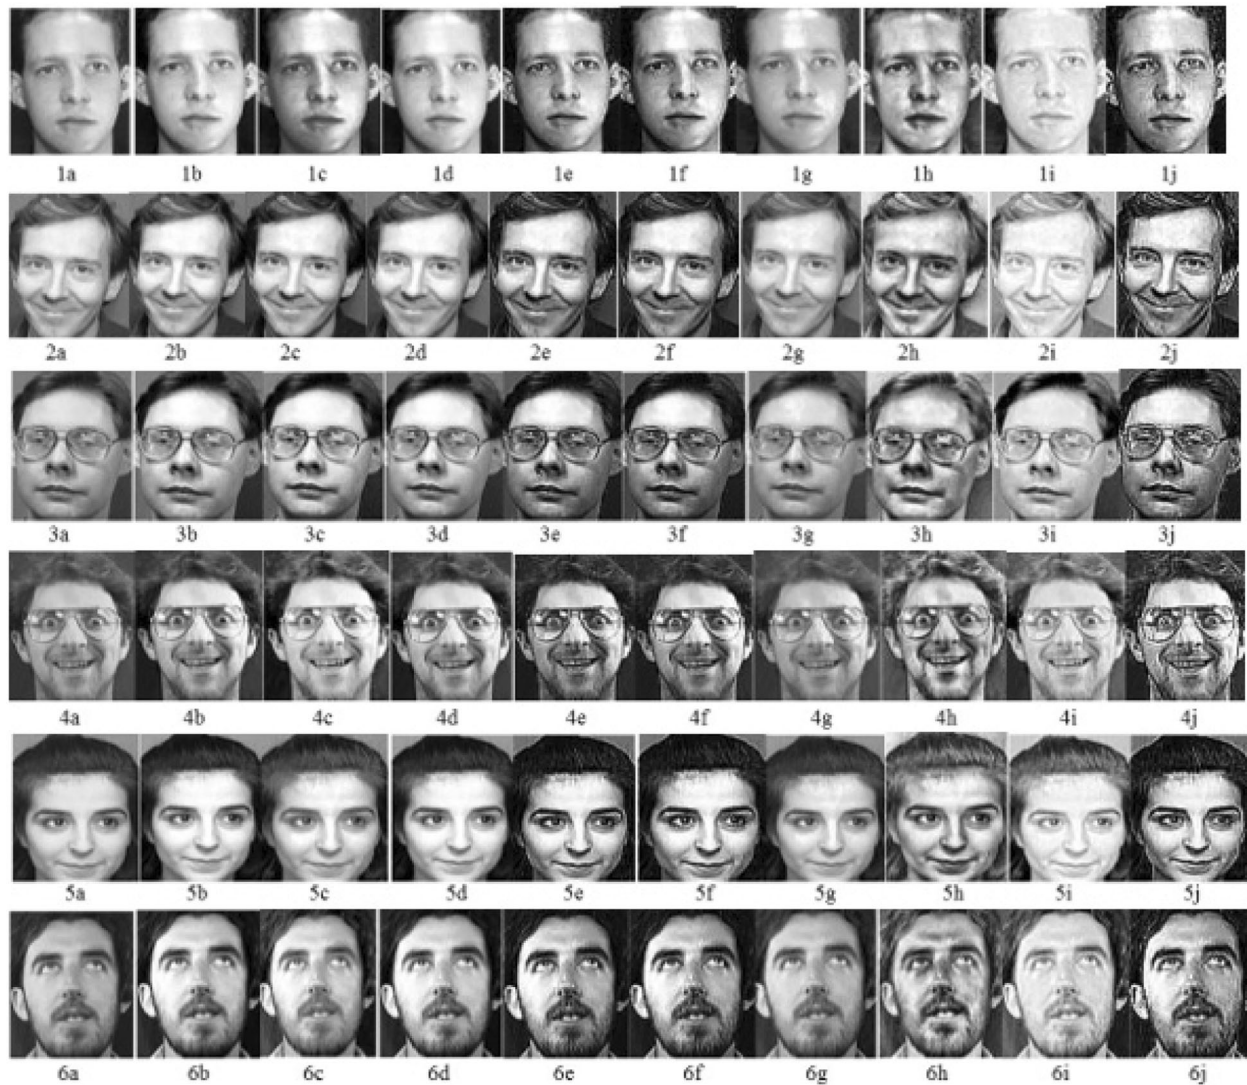 1a 1b 1c 1d 1e 1f 1g 1h 1i 1j
2a 2b 2c 2d 2e 2f 2g 2h 2i 2j
3a 3b 3c 3d 3e 3f 3g 3h 3i 3j
4a 4b 4c 4d 4e 4f 4g 4h 4i 4j
5a 5b 5c 5d 5e 5f 5g 5h 5i 5j
6a 6b 6c 6d 6e 6f 6g 6h 6i 6j